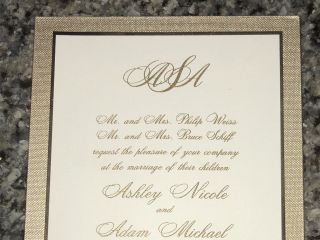 ASA
Mr. and Mrs. Philip Weiss
Mr. and Mrs. Bruce Schiff
request the pleasure of your company
at the marriage of their children
Ashley Nicole
and
Adam Michael